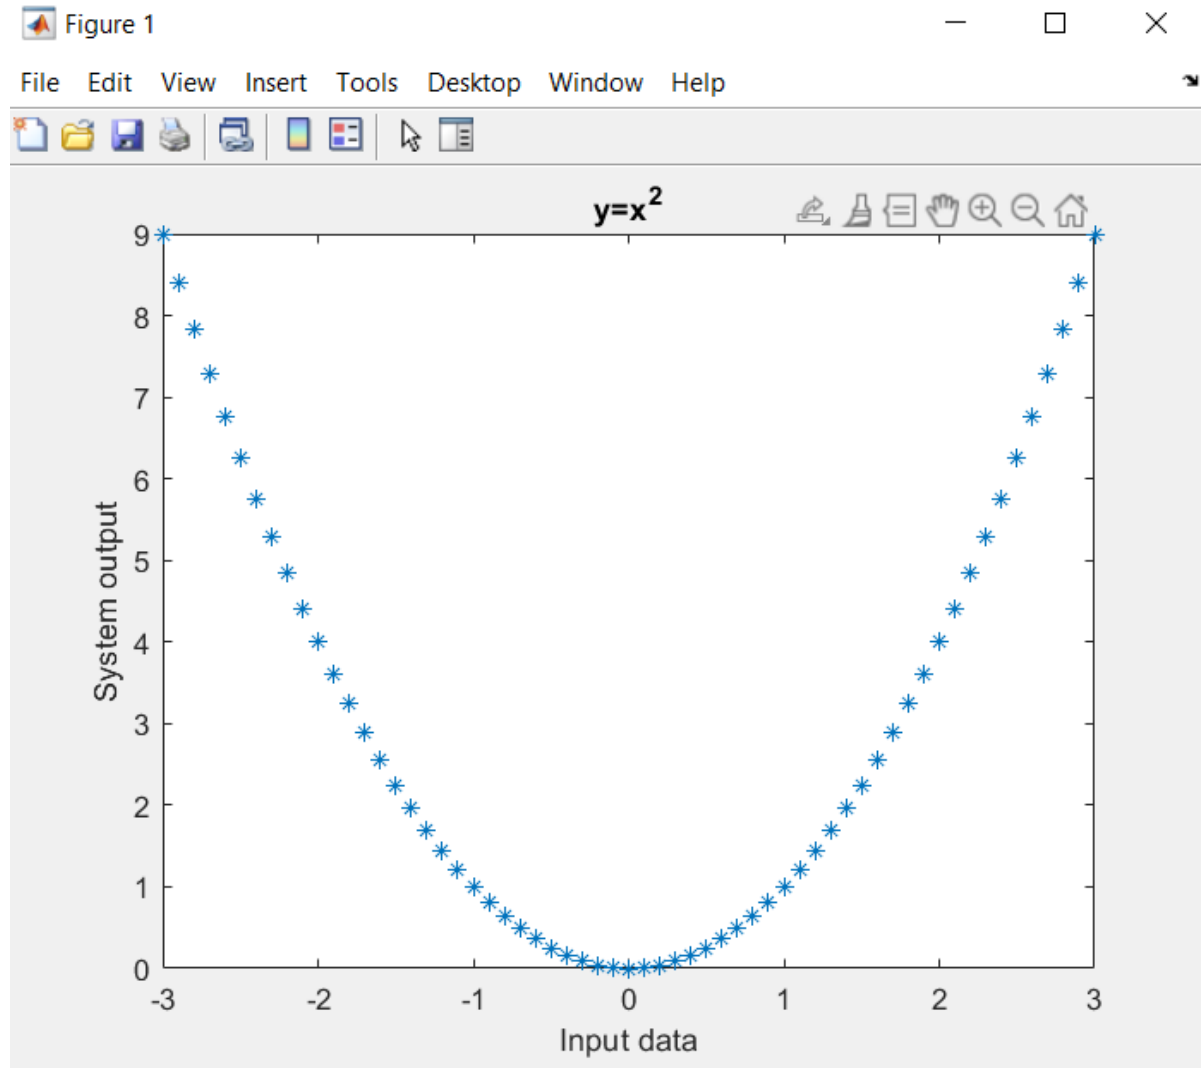 Figure 1
File Edit View Insert Tools Desktop Window Help
y=x²
9
8
7
6
5
4
3
2
1
0
System output
-3 -2 -1 0 1 2 3
Input data